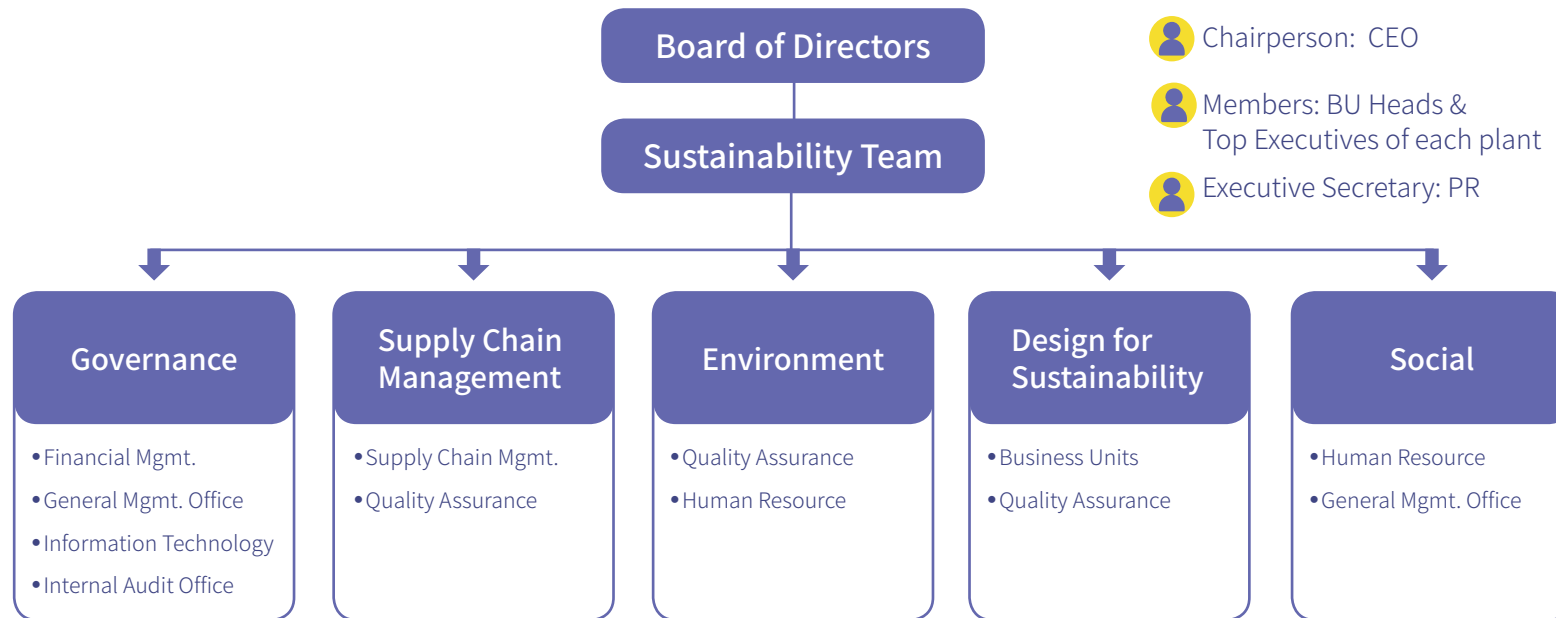 Board of Directors
Sustainability Team
Chairperson: CEO
Members: BU Heads &
Top Executives of each plant
Executive Secretary: PR
Governance
• Financial Mgmt.
• General Mgmt. Office
• Information Technology
• Internal Audit Office
Supply Chain
Management
• Supply Chain Mgmt.
• Quality Assurance
Environment
• Quality Assurance
• Human Resource
Design for
Sustainability
• Business Units
• Quality Assurance
Social
• Human Resource
• General Mgmt. Office